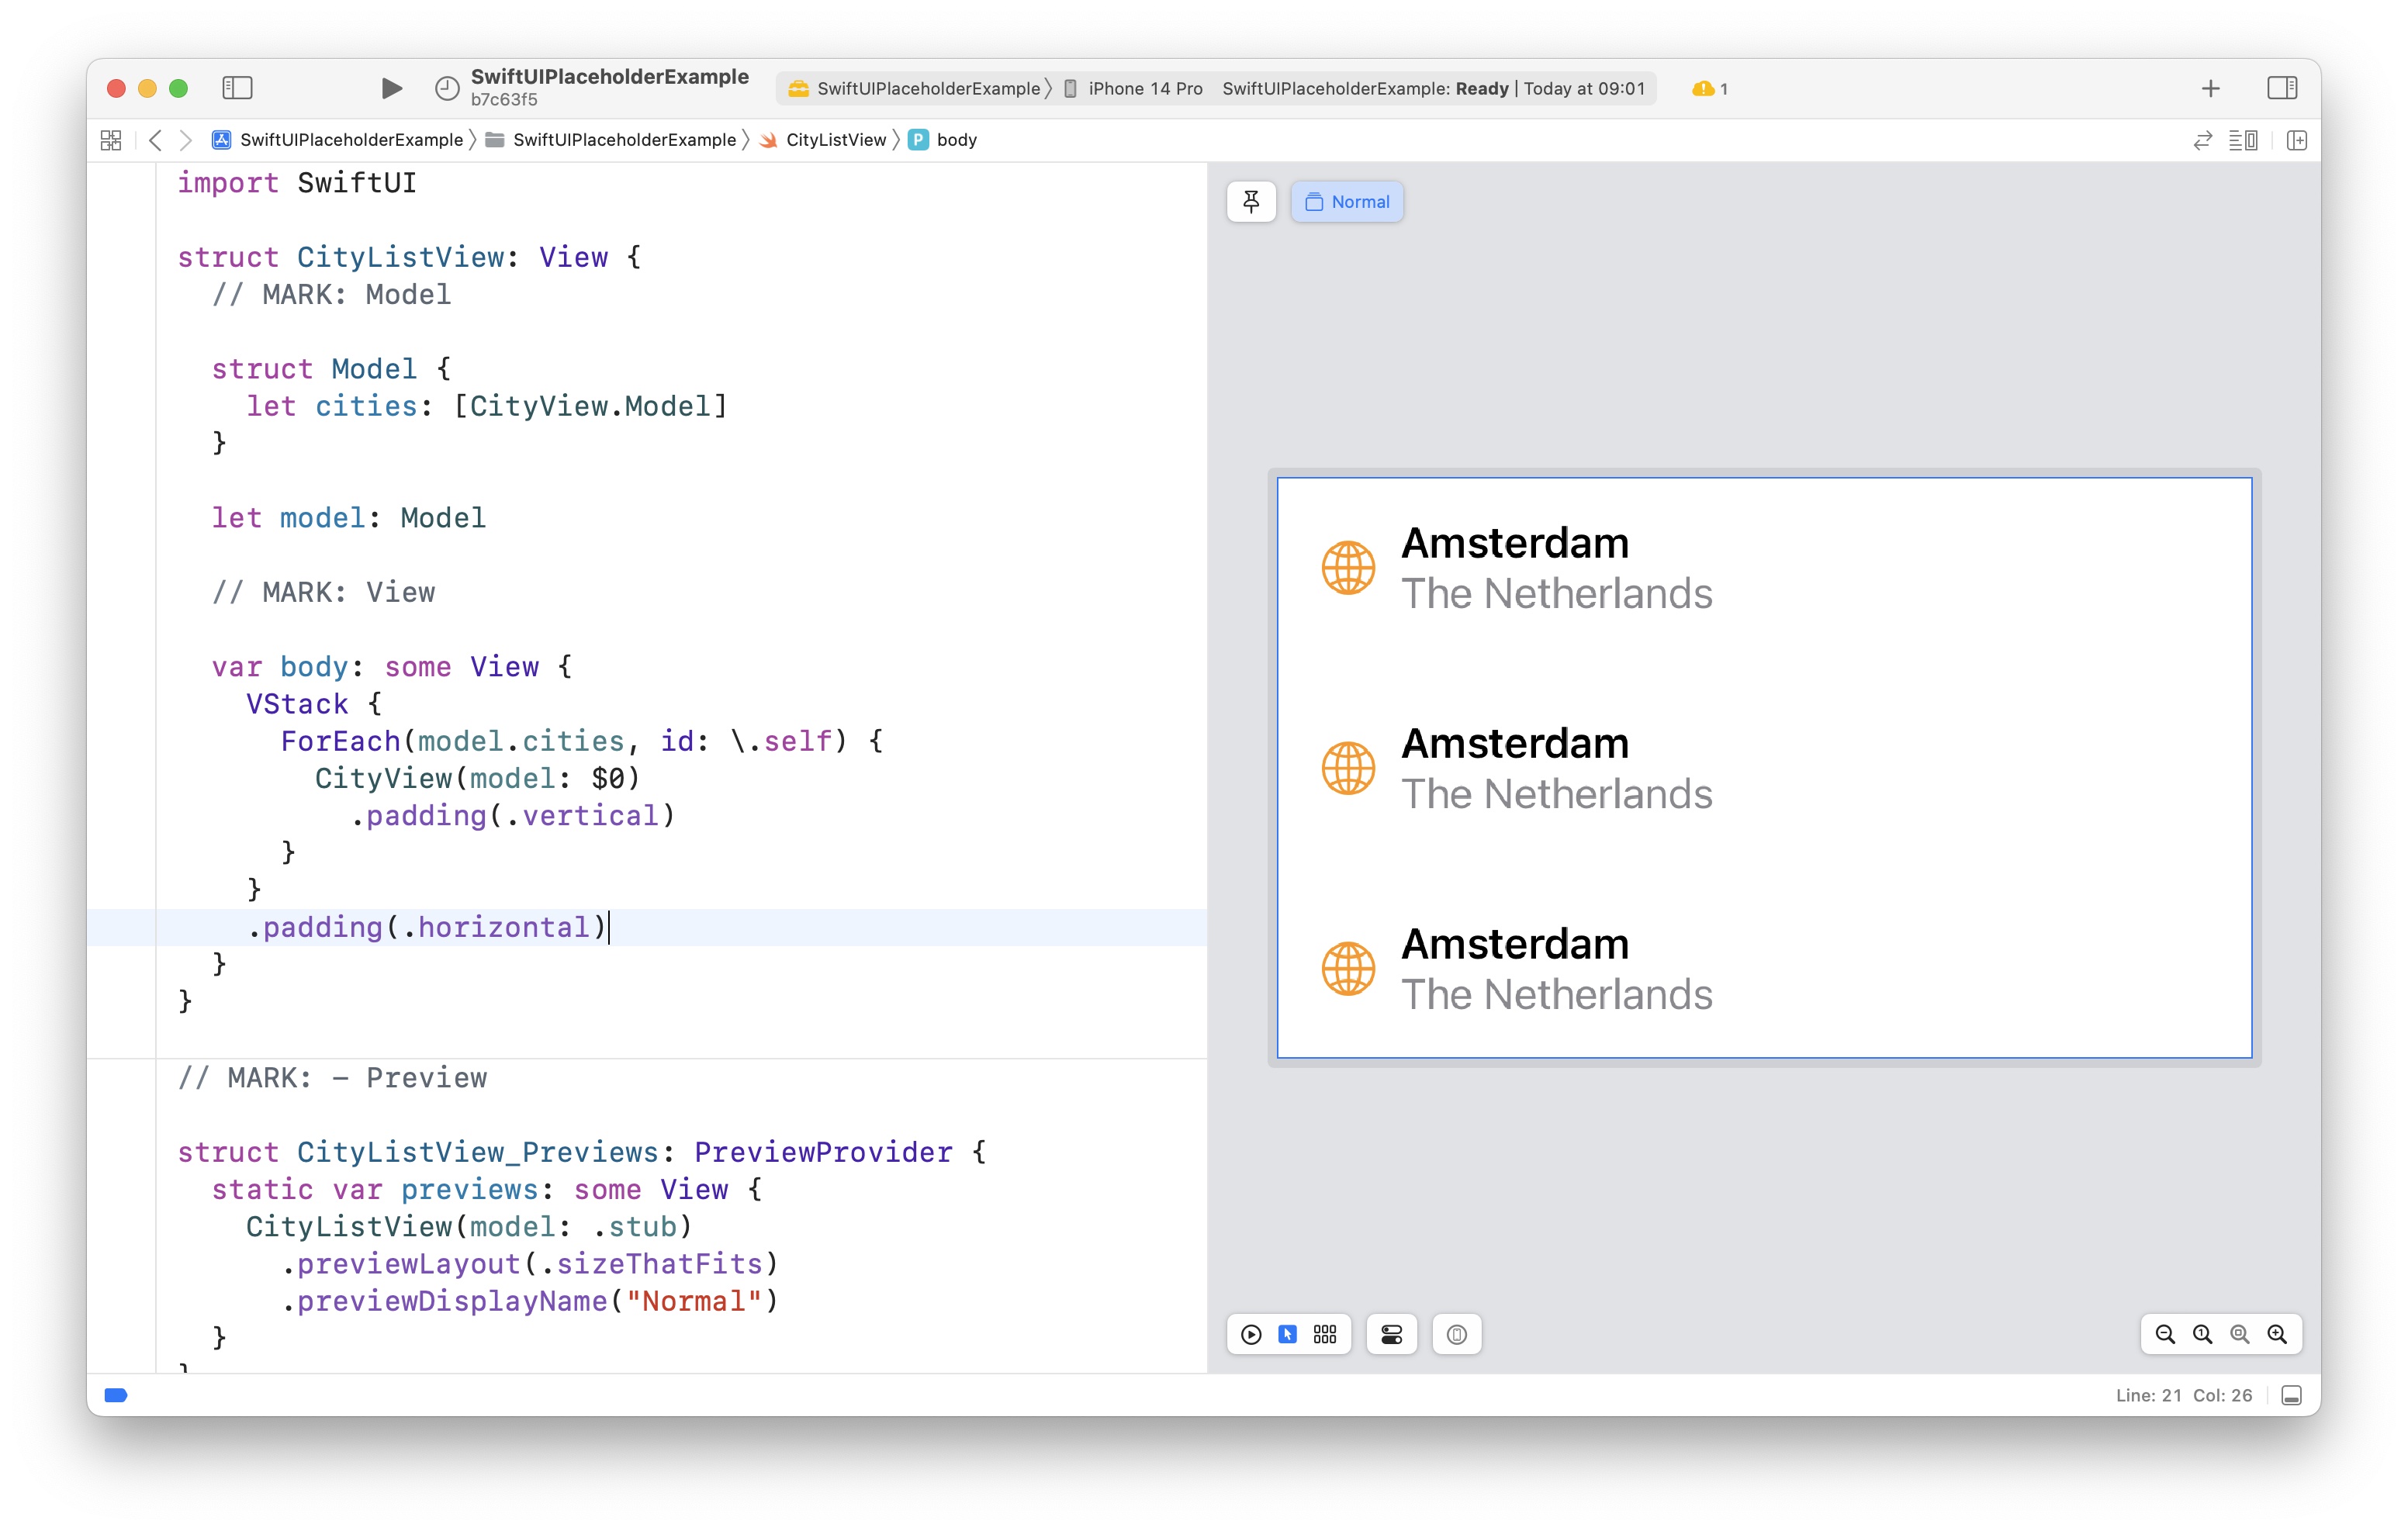 SwiftUIPlaceholderExample
b7c63f5
SwiftUIPlaceholderExample 〉 iPhone 14 Pro SwiftUIPlaceholderExample: Ready | Today at 09:01
1
SwiftUIPlaceholderExample 〉 SwiftUIPlaceholderExample 〉 CityListView 〉 P body
import SwiftUI
struct CityListView: View {
// MARK: Model
struct Model {
let cities: [CityView.Model]
}
let model: Model
// MARK: View
var body: some View {
VStack {
ForEach(model.cities, id: \.self) {
CityView(model: $0)
.padding(.vertical)
}
}
.padding(.horizontal)
}
}
// MARK: – Preview
struct CityListView_Previews: PreviewProvider {
static var previews: some View {
CityListView(model: .stub)
.previewLayout(.sizeThatFits)
.previewDisplayName("Normal")
}
}
Normal
Amsterdam
The Netherlands
Amsterdam
The Netherlands
Amsterdam
The Netherlands
Line: 21 Col: 26